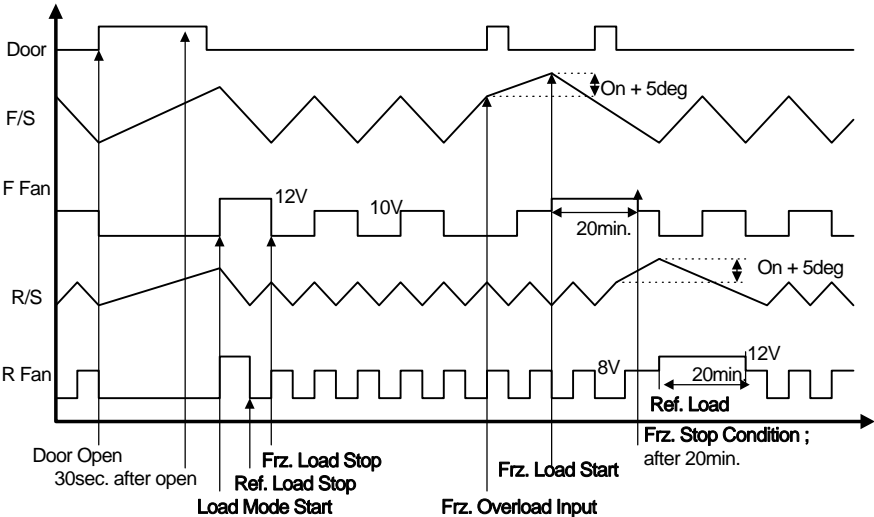 Door
F/S
On + 5deg
F Fan
12V
10V
20min.
R/S
On + 5deg
R Fan
8V
12V
20min.
Ref. Load
Door Open
30sec. after open
Frz. Load Stop
Ref. Load Stop
Load Mode Start
Frz. Load Start
Frz. Overload Input
Frz. Stop Condition ;
after 20min.